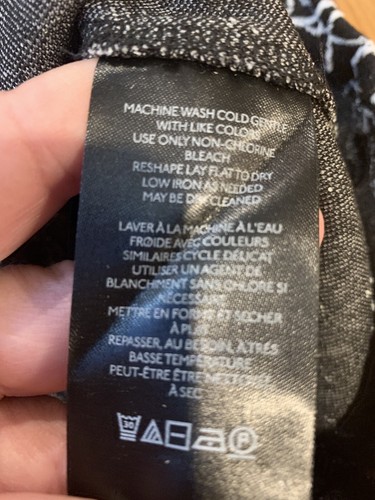 MACHINE WASH COLD GENTLE
WITH LIKE COLORS
USE ONLY NON-CHLORINE
BLEACH
RESHAPE LAY FLAT TO DRY
LOW IRON AS NEEDED
MAY BE DRY CLEANED
LAVER À LA MACHINE À L'EAU
FROIDE AVEC COULEURS
SIMILAIRES CYCLE DÉLICAT
UTILISER UN AGENT DE
BLANCHIMENT SANS CHLORE SI
NÉCESSAIRE
METTRE EN FORME ET SÉCHER
À PLAT
REPASSER, AU BESOIN, À TRÈS
BASSE TEMPÉRATURE
PEUT-ÊTRE ÊTRE NETTOYÉ
À SEC
30
P